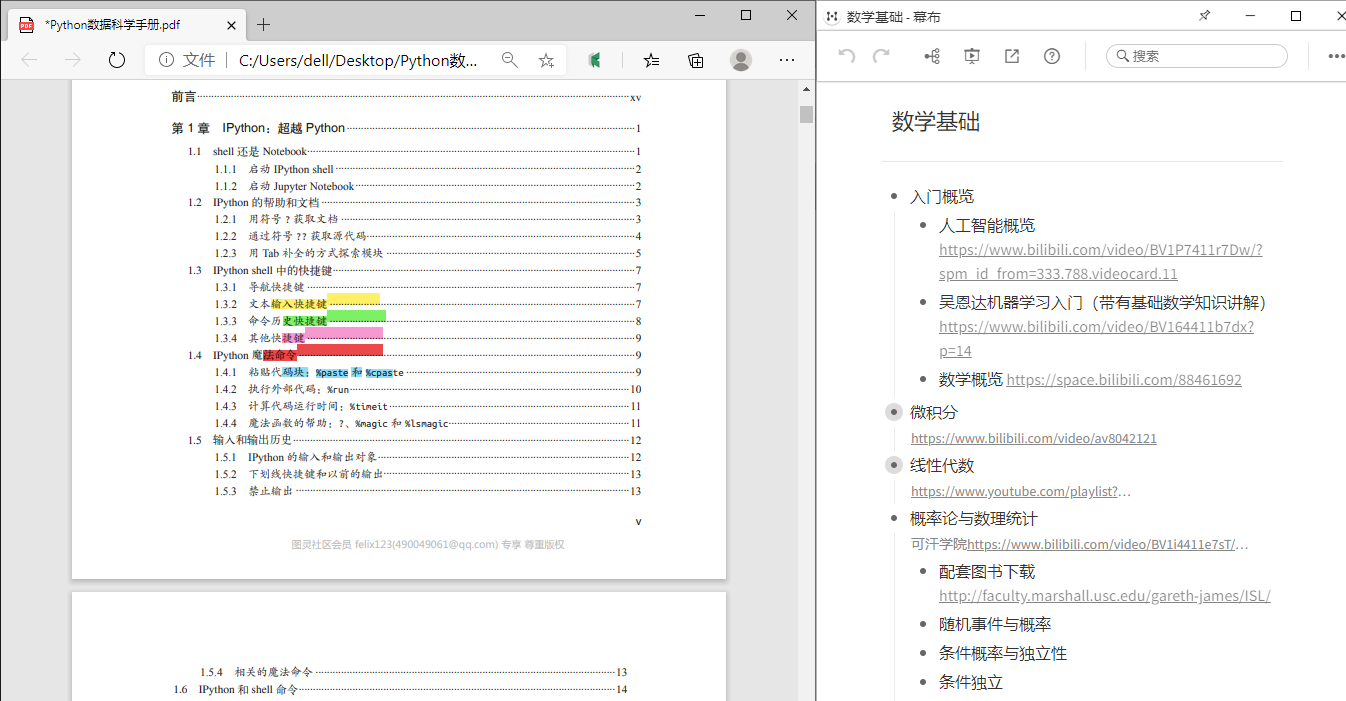 *Python数据科学手册.pdf
文件 C:/Users/dell/Desktop/Python数...
前言 xv
第 1 章 IPython：超越 Python 1
1.1 shell 还是 Notebook 1
1.1.1 启动 IPython shell 2
1.1.2 启动 Jupyter Notebook 2
1.2 IPython 的帮助和文档 3
1.2.1 用符号 ? 获取文档 3
1.2.2 通过符号 ?? 获取源代码 4
1.2.3 用 Tab 补全的方式探索模块 5
1.3 IPython shell 中的快捷键 7
1.3.1 导航快捷键 7
1.3.2 文本输入快捷键 7
1.3.3 命令历史快捷键 8
1.3.4 其他快捷键 9
1.4 IPython 魔法命令 9
1.4.1 粘贴代码块：%paste 和 %cpaste 9
1.4.2 执行外部代码：%run 10
1.4.3 计算代码运行时间：%timeit 11
1.4.4 魔法函数的帮助：?、%magic 和 %lsmagic 11
1.5 输入和输出历史 12
1.5.1 IPython 的输入和输出对象 12
1.5.2 下划线快捷键和以前的输出 13
1.5.3 禁止输出 13
v
图灵社区会员 felix123(490049061@qq.com) 专享 尊重版权
1.5.4 相关的魔法命令 13
1.6 IPython 和 shell 命令 14
数学基础 - 幕布
搜索
数学基础
入门概览
人工智能概览
https://www.bilibili.com/video/BV1P7411r7Dw/?
spm_id_from=333.788.videocard.11
吴恩达机器学习入门（带有基础数学知识讲解）
https://www.bilibili.com/video/BV164411b7dx?
p=14
数学概览 https://space.bilibili.com/88461692
微积分
https://www.bilibili.com/video/av8042121
线性代数
https://www.youtube.com/playlist?…
概率论与数理统计
可汗学院https://www.bilibili.com/video/BV1i4411e7sT/…
配套图书下载
http://faculty.marshall.usc.edu/gareth-james/ISL/
随机事件与概率
条件概率与独立性
条件独立